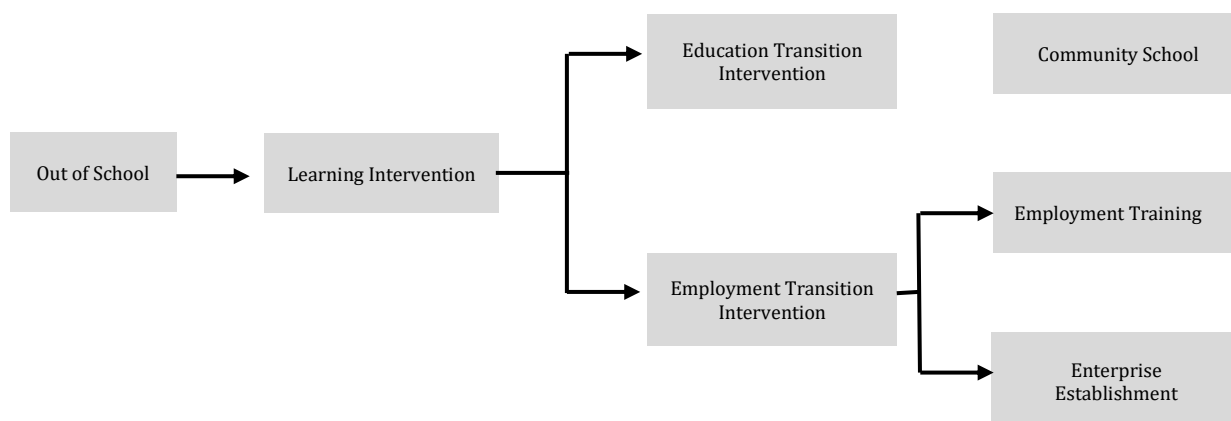 Out of School
Learning Intervention
Education Transition
Intervention
Community School
Employment Transition
Intervention
Employment Training
Enterprise
Establishment